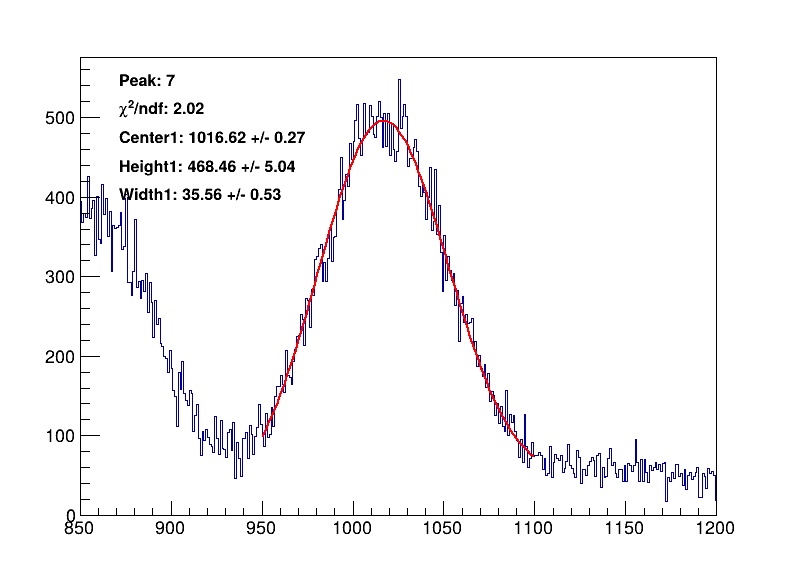 Peak: 7
χ²/ndf: 2.02
Center1: 1016.62 +/- 0.27
Height1: 468.46 +/- 5.04
Width1: 35.56 +/- 0.53
500
400
300
200
100
0
850 900 950 1000 1050 1100 1150 1200